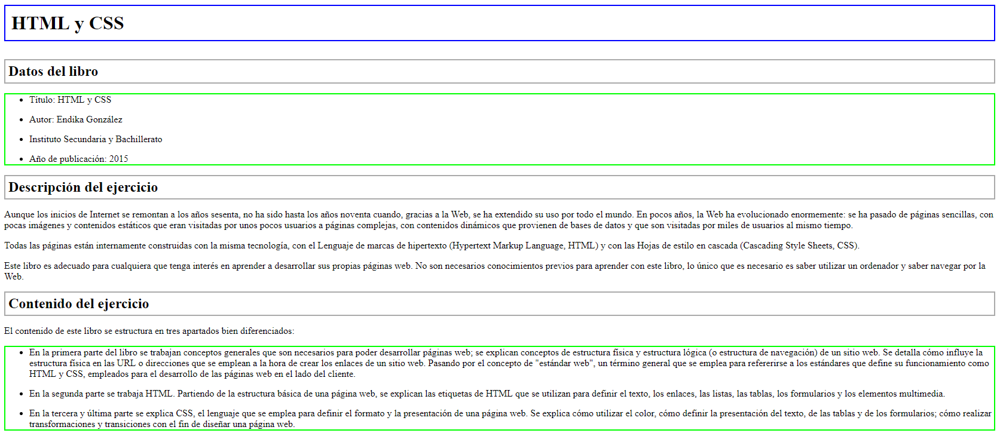 HTML y CSS
Datos del libro
Título: HTML y CSS
Autor: Endika González
Instituto Secundaria y Bachillerato
Año de publicación: 2015
Descripción del ejercicio
Aunque los inicios de Internet se remontan a los años sesenta, no ha sido hasta los años noventa cuando, gracias a la Web, se ha extendido su uso por todo el mundo. En pocos años, la Web ha evolucionado enormemente: se ha pasado de páginas sencillas, con
pocas imágenes y contenidos estáticos que eran visitadas por unos pocos usuarios a páginas complejas, con contenidos dinámicos que provienen de bases de datos y que son visitadas por miles de usuarios al mismo tiempo.
Todas las páginas están internamente construidas con la misma tecnología, con el Lenguaje de marcas de hipertexto (Hypertext Markup Language, HTML) y con las Hojas de estilo en cascada (Cascading Style Sheets, CSS).
Este libro es adecuado para cualquiera que tenga interés en aprender a desarrollar sus propias páginas web. No son necesarios conocimientos previos para aprender con este libro, lo único que es necesario es saber utilizar un ordenador y saber navegar por la
Web.
Contenido del ejercicio
El contenido de este libro se estructura en tres apartados bien diferenciados:
En la primera parte del libro se trabajan conceptos generales que son necesarios para poder desarrollar páginas web; se explican conceptos de estructura física y estructura lógica (o estructura de navegación) de un sitio web. Se detalla cómo influye la
estructura física en las URL o direcciones que se emplean a la hora de crear los enlaces de un sitio web. Pasando por el concepto de "estándar web", un término general que se emplea para refererirse a los estándares que define su funcionamiento como
HTML y CSS, empleados para el desarrollo de las páginas web en el lado del cliente.
En la segunda parte se trabaja HTML. Partiendo de la estructura básica de una página web, se explican las etiquetas de HTML que se utilizan para definir el texto, los enlaces, las listas, las tablas, los formularios y los elementos multimedia.
En la tercera y última parte se explica CSS, el lenguaje que se emplea para definir el formato y la presentación de una página web. Se explica cómo utilizar el color, cómo definir la presentación del texto, de las tablas y de los formularios; cómo realizar
transformaciones y transiciones con el fin de diseñar una página web.